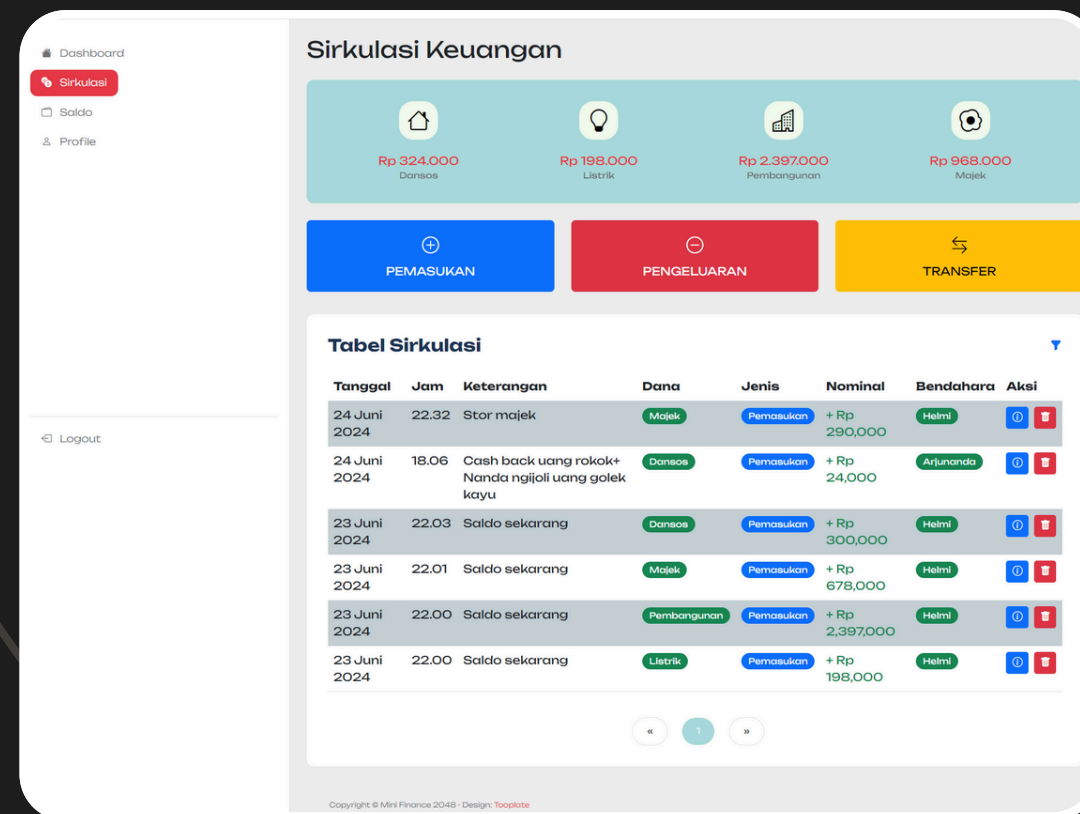 Dashboard
Sirkulasi
Saldo
Profile
Logout
Sirkulasi Keuangan
Rp 324.000
Dansos
Rp 198.000
Listrik
Rp 2.397.000
Pembangunan
Rp 968.000
Majek
PEMASUKAN
PENGELUARAN
TRANSFER
Tabel Sirkulasi
Tanggal Jam Keterangan Dana Jenis Nominal Bendahara Aksi
24 Juni 22.32 Stor majek Majek Pemasukan + Rp Helmi
2024 290,000
24 Juni 18.06 Cash back uang rokok+ Dansos Pemasukan + Rp Arjunanda
2024 Nanda ngijoli uang golek 24,000
kayu
23 Juni 22.03 Saldo sekarang Dansos Pemasukan + Rp Helmi
2024 300,000
23 Juni 22.01 Saldo sekarang Majek Pemasukan + Rp Helmi
2024 678,000
23 Juni 22.00 Saldo sekarang Pembangunan Pemasukan + Rp Helmi
2024 2,397,000
23 Juni 22.00 Saldo sekarang Listrik Pemasukan + Rp Helmi
2024 198,000
« 1 »
Copyright © Mini Finance 2048 - Design: Tooplate